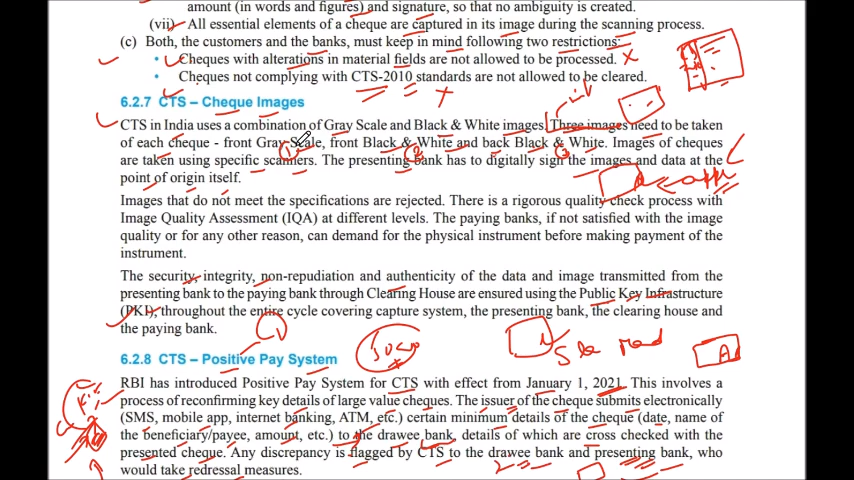 amount (in words and figures) and signature, so that no ambiguity is created.
(vii) All essential elements of a cheque are captured in its image during the scanning process.
(c) Both, the customers and the banks, must keep in mind following two restrictions:
• Cheques with alterations in material fields are not allowed to be processed.
• Cheques not complying with CTS-2010 standards are not allowed to be cleared.
6.2.7 CTS – Cheque Images
CTS in India uses a combination of Gray Scale and Black & White images. Three images need to be taken
of each cheque - front Gray Scale, front Black & White and back Black & White. Images of cheques
are taken using specific scanners. The presenting bank has to digitally sign the images and data at the
point of origin itself.
Images that do not meet the specifications are rejected. There is a rigorous quality check process with
Image Quality Assessment (IQA) at different levels. The paying banks, if not satisfied with the image
quality or for any other reason, can demand for the physical instrument before making payment of the
instrument.
The security, integrity, non-repudiation and authenticity of the data and image transmitted from the
presenting bank to the paying bank through Clearing House are ensured using the Public Key Infrastructure
(PKI), throughout the entire cycle covering capture system, the presenting bank, the clearing house and
the paying bank.
6.2.8 CTS – Positive Pay System
RBI has introduced Positive Pay System for CTS with effect from January 1, 2021. This involves a
process of reconfirming key details of large value cheques. The issuer of the cheque submits electronically
(SMS, mobile app, internet banking, ATM, etc.) certain minimum details of the cheque (date, name of
the beneficiary/payee, amount, etc.) to the drawee bank, details of which are cross checked with the
presented cheque. Any discrepancy is flagged by CTS to the drawee bank and presenting bank, who
would take redressal measures.